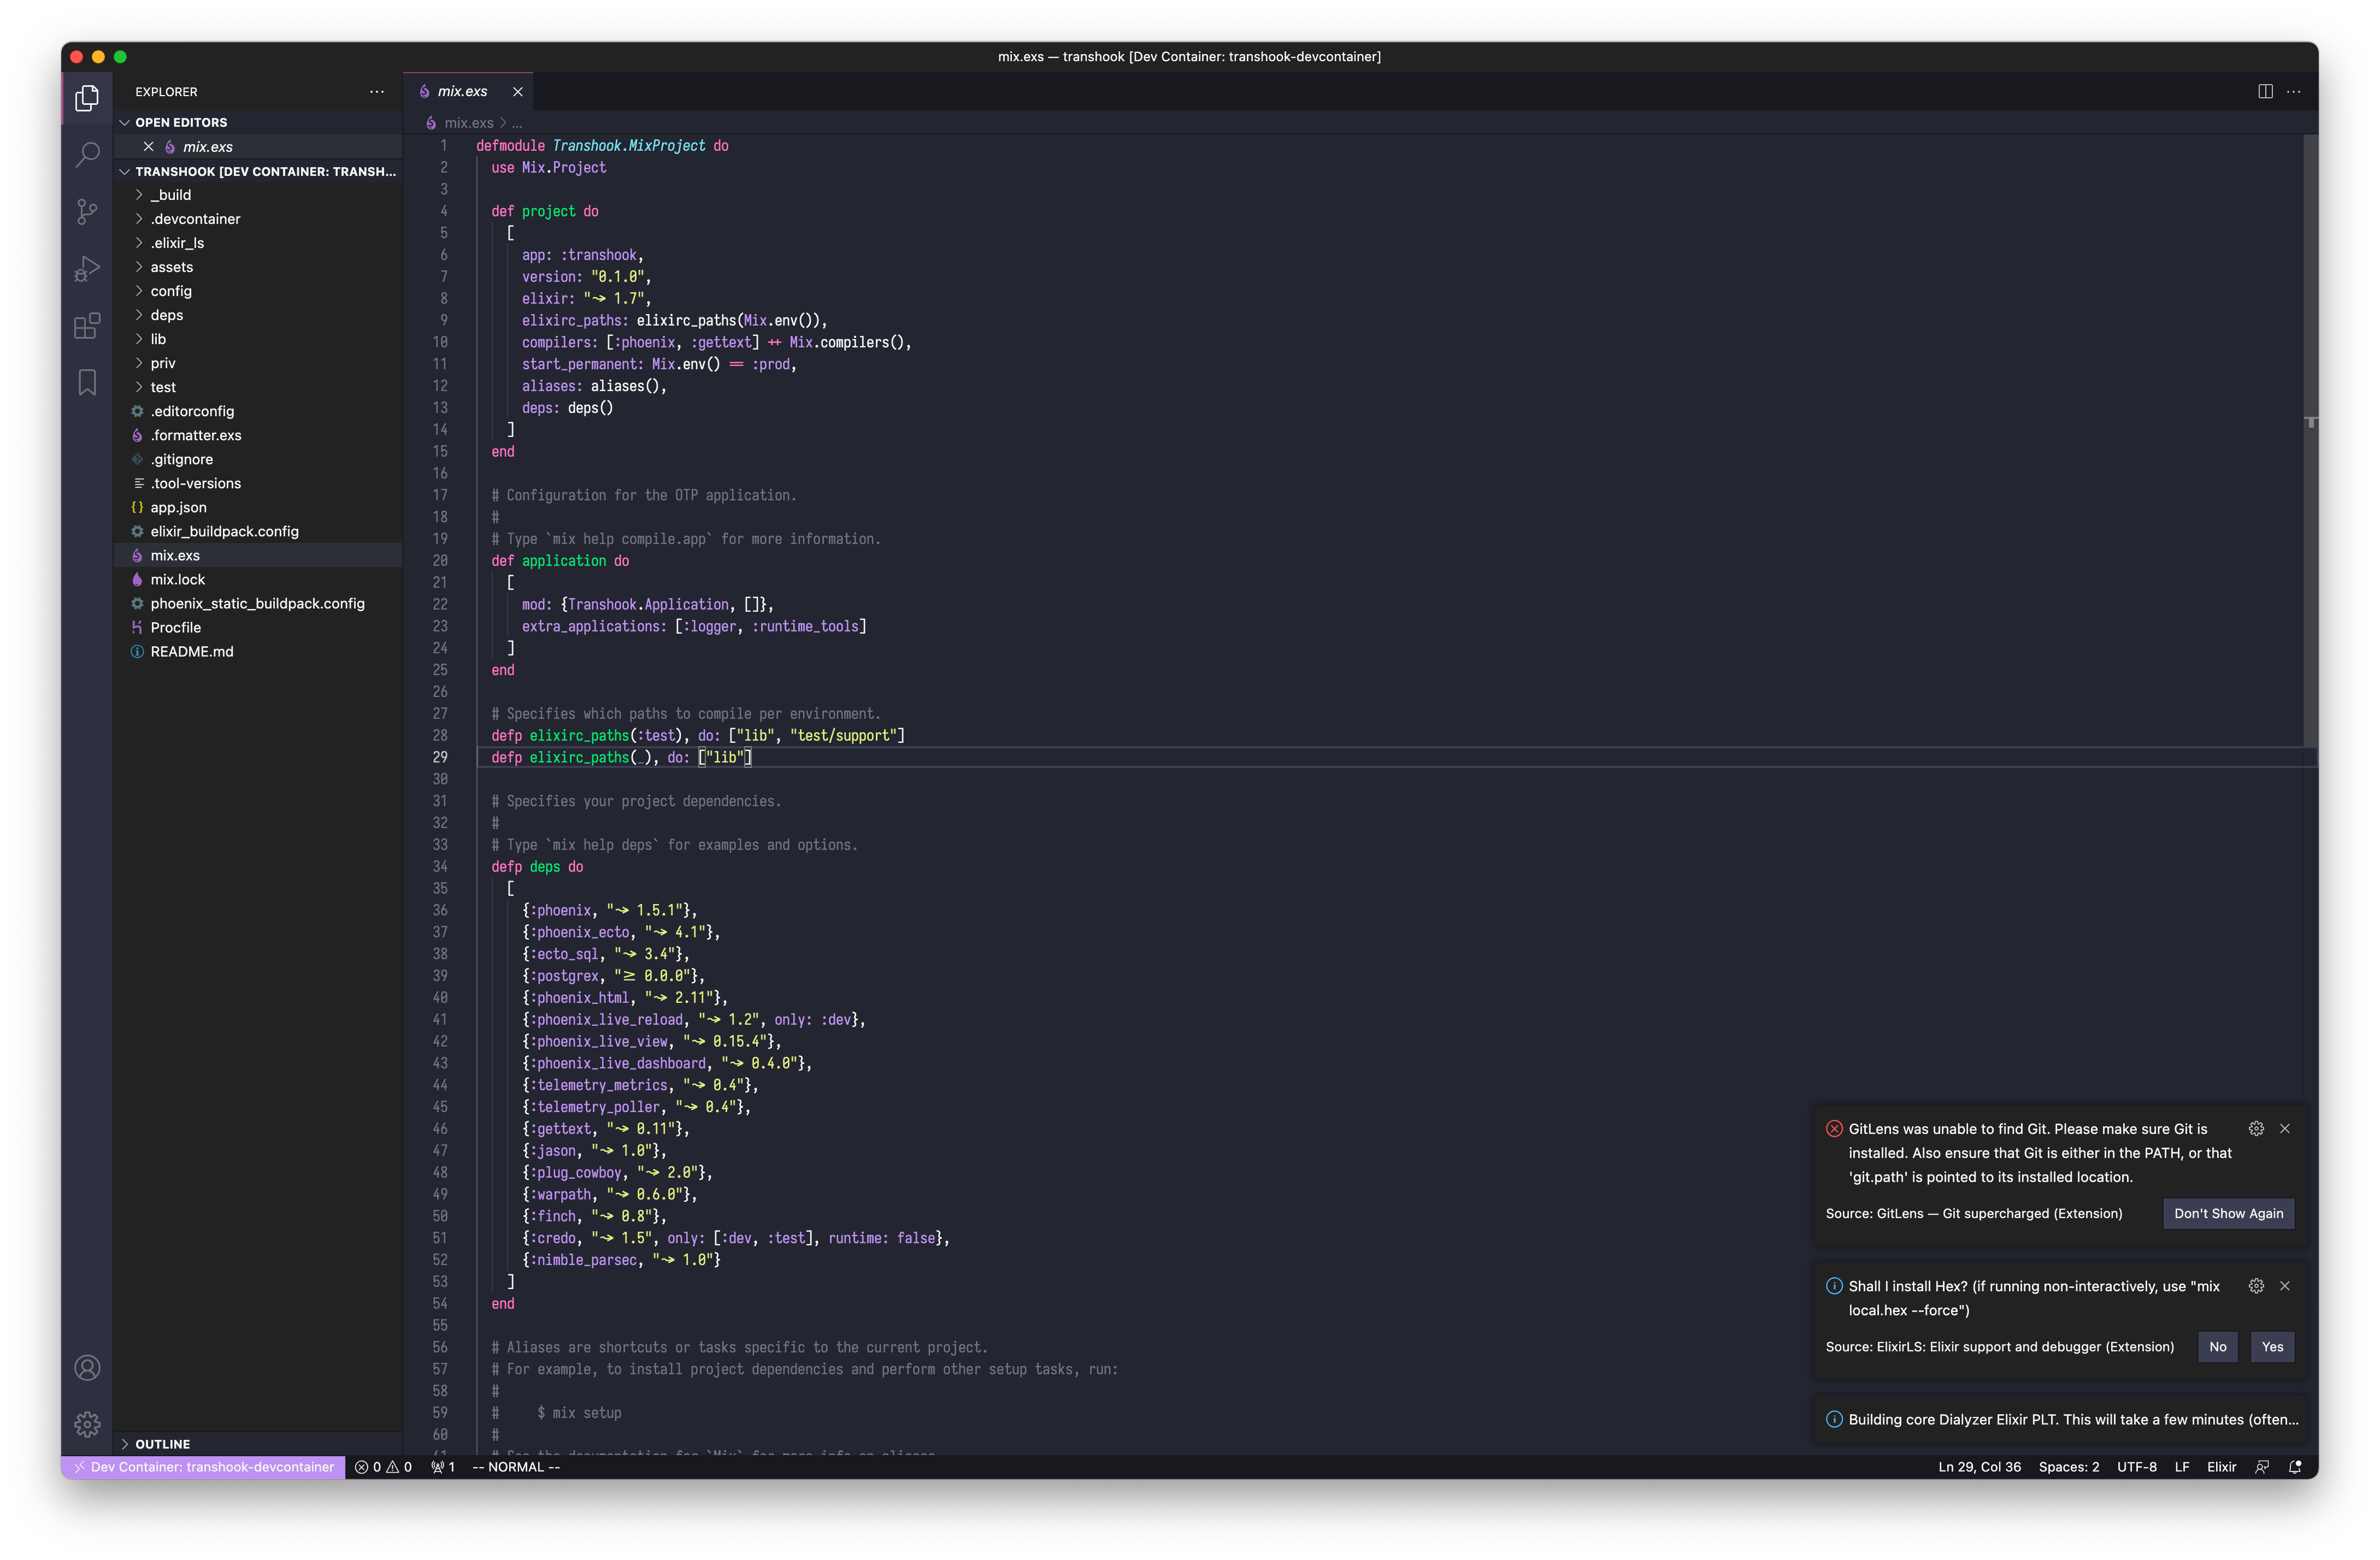 mix.exs — transhook [Dev Container: transhook-devcontainer]
EXPLORER
OPEN EDITORS
mix.exs
TRANSHOOK [DEV CONTAINER: TRANSH...
_build
.devcontainer
.elixir_ls
assets
config
deps
lib
priv
test
.editorconfig
.formatter.exs
.gitignore
.tool-versions
app.json
elixir_buildpack.config
mix.exs
mix.lock
phoenix_static_buildpack.config
Procfile
README.md
OUTLINE
mix.exs
mix.exs > ...
1 defmodule Transhook.MixProject do
2 use Mix.Project
3
4 def project do
5 [
6 app: :transhook,
7 version: "0.1.0",
8 elixir: "~> 1.7",
9 elixirc_paths: elixirc_paths(Mix.env()),
10 compilers: [:phoenix, :gettext] ++ Mix.compilers(),
11 start_permanent: Mix.env() == :prod,
12 aliases: aliases(),
13 deps: deps()
14 ]
15 end
16
17 # Configuration for the OTP application.
18 #
19 # Type `mix help compile.app` for more information.
20 def application do
21 [
22 mod: {Transhook.Application, []},
23 extra_applications: [:logger, :runtime_tools]
24 ]
25 end
26
27 # Specifies which paths to compile per environment.
28 defp elixirc_paths(:test), do: ["lib", "test/support"]
29 defp elixirc_paths(_), do: ["lib"]
30
31 # Specifies your project dependencies.
32 #
33 # Type `mix help deps` for examples and options.
34 defp deps do
35 [
36 {:phoenix, "~> 1.5.1"},
37 {:phoenix_ecto, "~> 4.1"},
38 {:ecto_sql, "~> 3.4"},
39 {:postgrex, ">= 0.0.0"},
40 {:phoenix_html, "~> 2.11"},
41 {:phoenix_live_reload, "~> 1.2", only: :dev},
42 {:phoenix_live_view, "~> 0.15.4"},
43 {:phoenix_live_dashboard, "~> 0.4.0"},
44 {:telemetry_metrics, "~> 0.4"},
45 {:telemetry_poller, "~> 0.4"},
46 {:gettext, "~> 0.11"},
47 {:jason, "~> 1.0"},
48 {:plug_cowboy, "~> 2.0"},
49 {:warpath, "~> 0.6.0"},
50 {:finch, "~> 0.8"},
51 {:credo, "~> 1.5", only: [:dev, :test], runtime: false},
52 {:nimble_parsec, "~> 1.0"}
53 ]
54 end
55
56 # Aliases are shortcuts or tasks specific to the current project.
57 # For example, to install project dependencies and perform other setup tasks, run:
58 #
59 # $ mix setup
60 #
61 # See the documentation for `Mix` for more info on aliases.
GitLens was unable to find Git. Please make sure Git is
installed. Also ensure that Git is either in the PATH, or that
'git.path' is pointed to its installed location.
Source: GitLens — Git supercharged (Extension) Don't Show Again
Shall I install Hex? (if running non-interactively, use "mix
local.hex --force")
Source: ElixirLS: Elixir support and debugger (Extension) No Yes
Building core Dialyzer Elixir PLT. This will take a few minutes (often...
Dev Container: transhook-devcontainer 0 0 1 -- NORMAL -- Ln 29, Col 36 Spaces: 2 UTF-8 LF Elixir